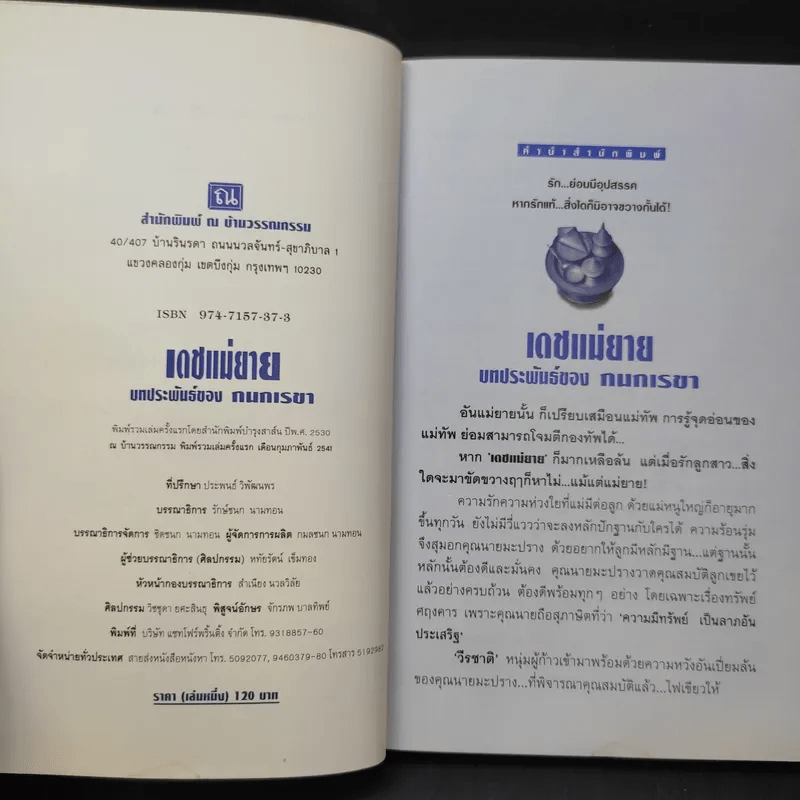 ณ
สำนักพิมพ์ ณ บ้านวรรณกรรม
40/407 บ้านรินรดา ถนนนวลจันทร์-สุขาภิบาล 1
แขวงคลองกุ่ม เขตบึงกุ่ม กรุงเทพฯ 10230
ISBN 974-7157-37-3
เดชแม่ยาย
บทประพันธ์ของ กนกเรขา
พิมพ์รวมเล่มครั้งแรกโดยสำนักพิมพ์บำรุงสาส์น ปีพ.ศ. 2530
ณ บ้านวรรณกรรม พิมพ์รวมเล่มครั้งแรก เดือนกุมภาพันธ์ 2541
ที่ปรึกษา ประพนธ์ วิพัฒนพร
บรรณาธิการ รักษ์ชนก นามทอน
บรรณาธิการจัดการ ชิตชนก นามทอน ผู้จัดการการผลิต กมลชนก นามทอน
ผู้ช่วยบรรณาธิการ (ศิลปกรรม) หทัยรัตน์ เข็มทอง
หัวหน้ากองบรรณาธิการ สำเนียง นวลวิลัย
ศิลปกรรม วิชชุดา ยศะสินธุ พิสูจน์อักษร จักรภพ บาลทิพย์
พิมพ์ที่ บริษัท แซทโฟร์พริ้นติ้ง จำกัด โทร. 9318857-60
จัดจำหน่ายทั่วประเทศ สายส่งหนังสือหนังหา โทร. 5092077, 9460379-80 โทรสาร
ราคา (เล่มหนึ่ง) 120 บาท
คำนำสำนักพิมพ์
รัก...ย่อมมีอุปสรรค
หากรักแท้...สิ่งใดก็มิอาจขวางกั้นได้!
เดชแม่ยาย
บทประพันธ์ของ กนกเรขา
อันแม่ยายนั้น ก็เปรียบเสมือนแม่ทัพ การรู้จุดอ่อนของ
แม่ทัพ ย่อมสามารถโจมตีกองทัพได้...
หาก 'เดชแม่ยาย' ก็มากเหลือล้น แต่เมื่อรักลูกสาว...สิ่ง
ใดจะมาขัดขวางฤๅก็หาไม่...แม้แต่แม่ยาย!
ความรักความห่วงใยที่แม่มีต่อลูก ด้วยแม่หนูใหญ่ก็อายุมาก
ขึ้นทุกวัน ยังไม่มีวี่แววว่าจะลงหลักปักฐานกับใครได้ ความร้อนรุ่ม
จึงสุมอกคุณนายมะปราง ด้วยอยากให้ลูกมีหลักมีฐาน...แต่ฐานนั้น
หลักนั้นต้องดีและมั่นคง คุณนายมะปรางวาดคุณสมบัติลูกเขยไว้
แล้วอย่างครบถ้วน ต้องดีพร้อมทุกๆ อย่าง โดยเฉพาะเรื่องทรัพย์
ศฤงคาร เพราะคุณนายถือสุภาษิตที่ว่า 'ความมีทรัพย์ เป็นลาภอัน
ประเสริฐ'
'วีรชาติ' หนุ่มผู้ก้าวเข้ามาพร้อมด้วยความหวังอันเปี่ยมล้น
ของคุณนายมะปราง...ที่พิจารณาคุณสมบัติแล้ว...ไฟเขียวให้